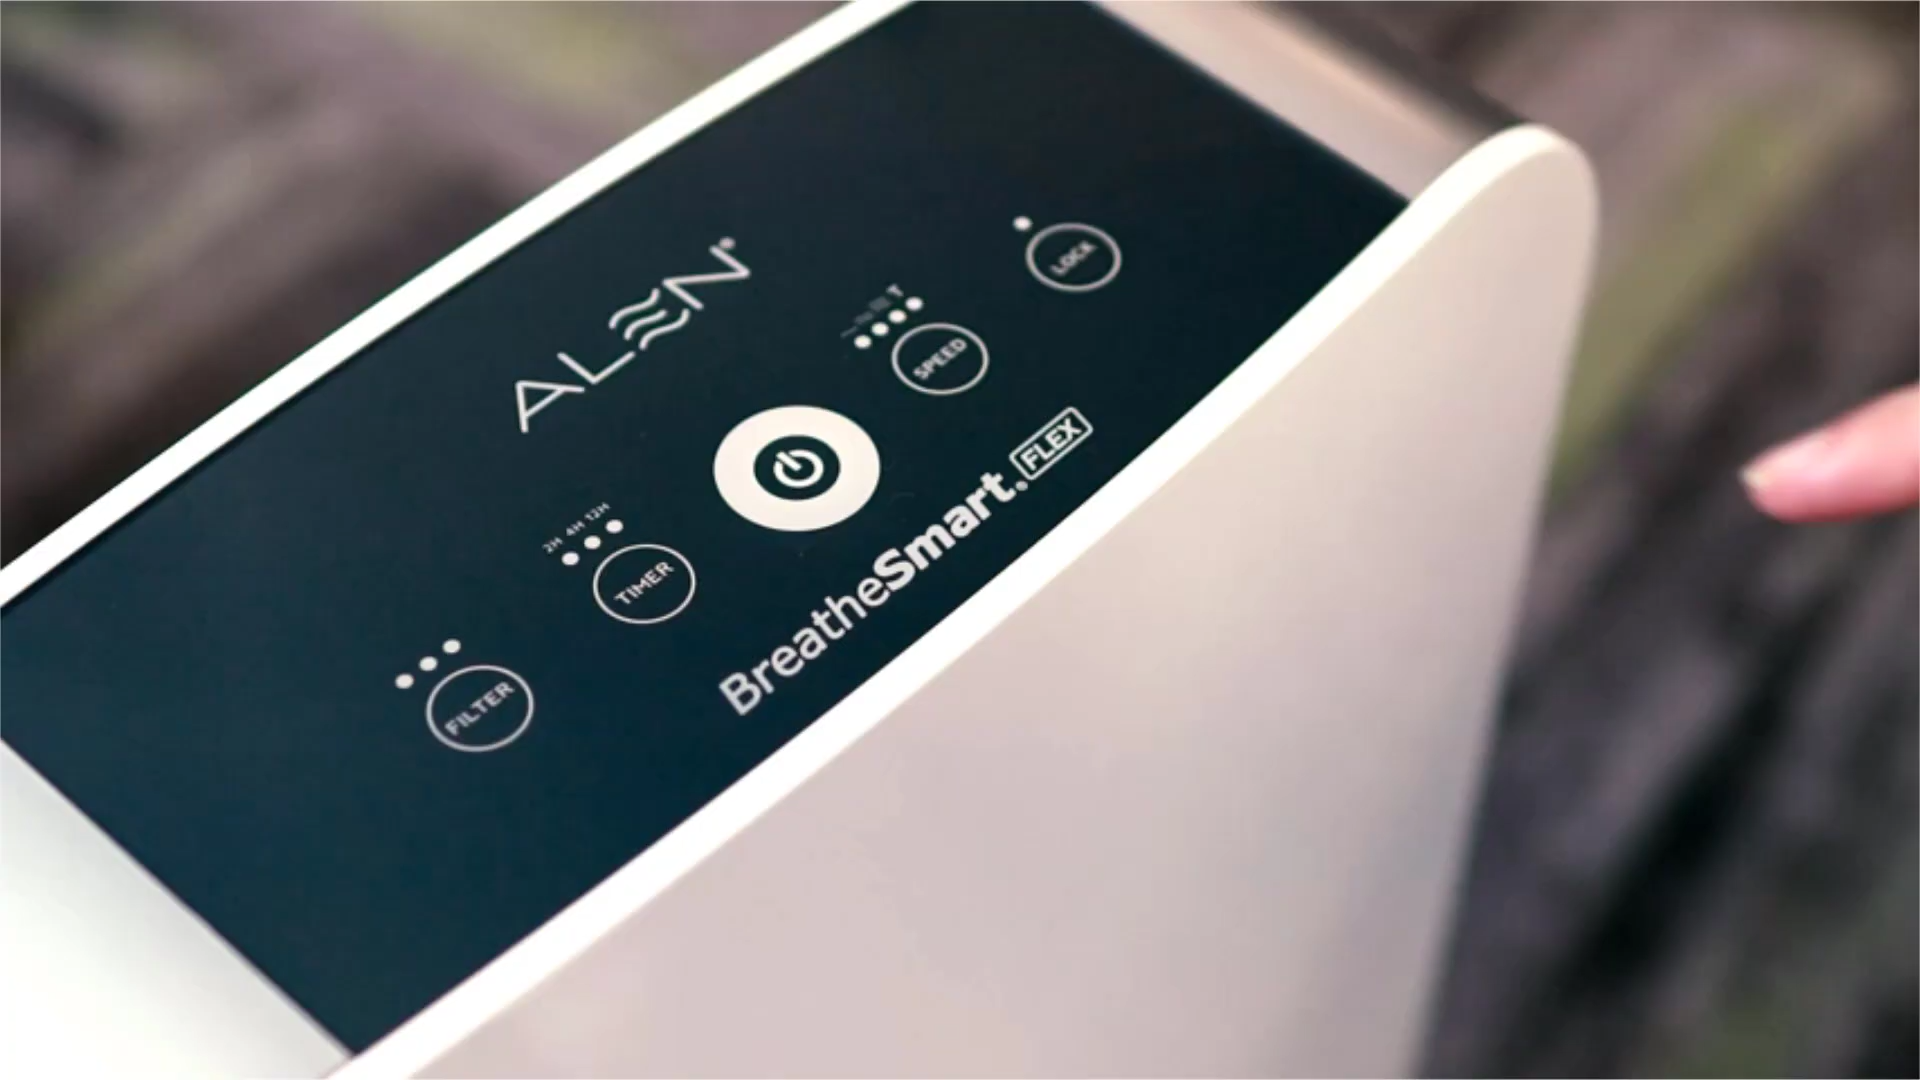 ALEN®
LOCK
T
SPEED
2H 4H 12H
TIMER
FILTER
BreatheSmart. FLEX